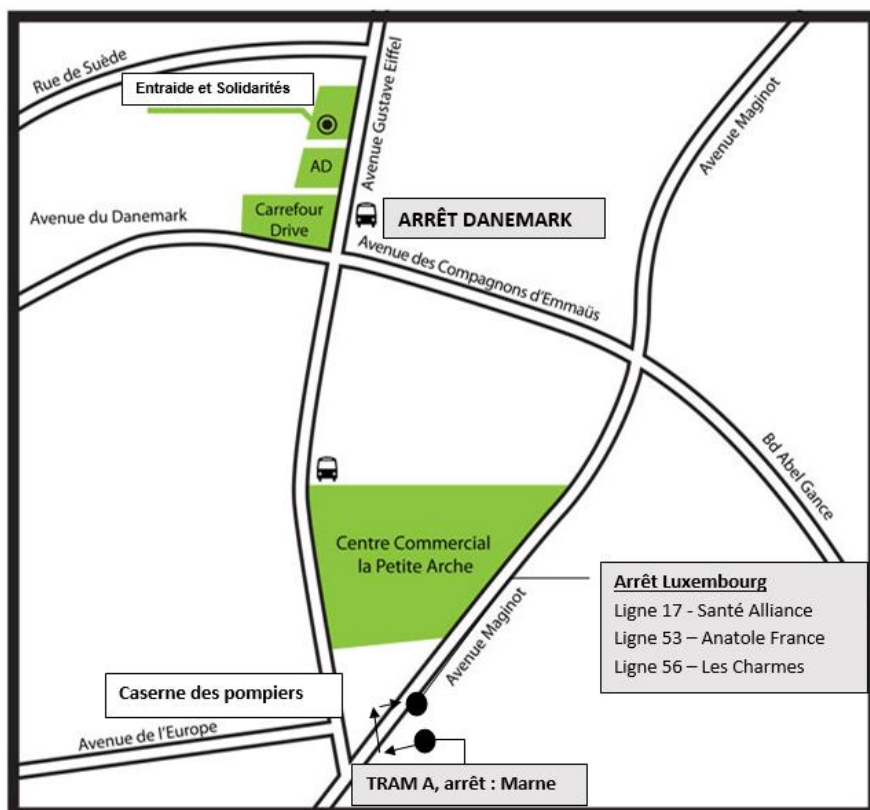 Rue de Suède
Entraide et Solidarités
Avenue Gustave Eiffel
Avenue Maginot
AD
Avenue du Danemark
Carrefour
Drive
ARRÊT DANEMARK
Avenue des Compagnons d'Emmaüs
Bd Abel Gance
Centre Commercial
la Petite Arche
Arrêt Luxembourg
Ligne 17 - Santé Alliance
Ligne 53 – Anatole France
Ligne 56 – Les Charmes
Avenue Maginot
Caserne des pompiers
Avenue de l'Europe
TRAM A, arrêt : Marne